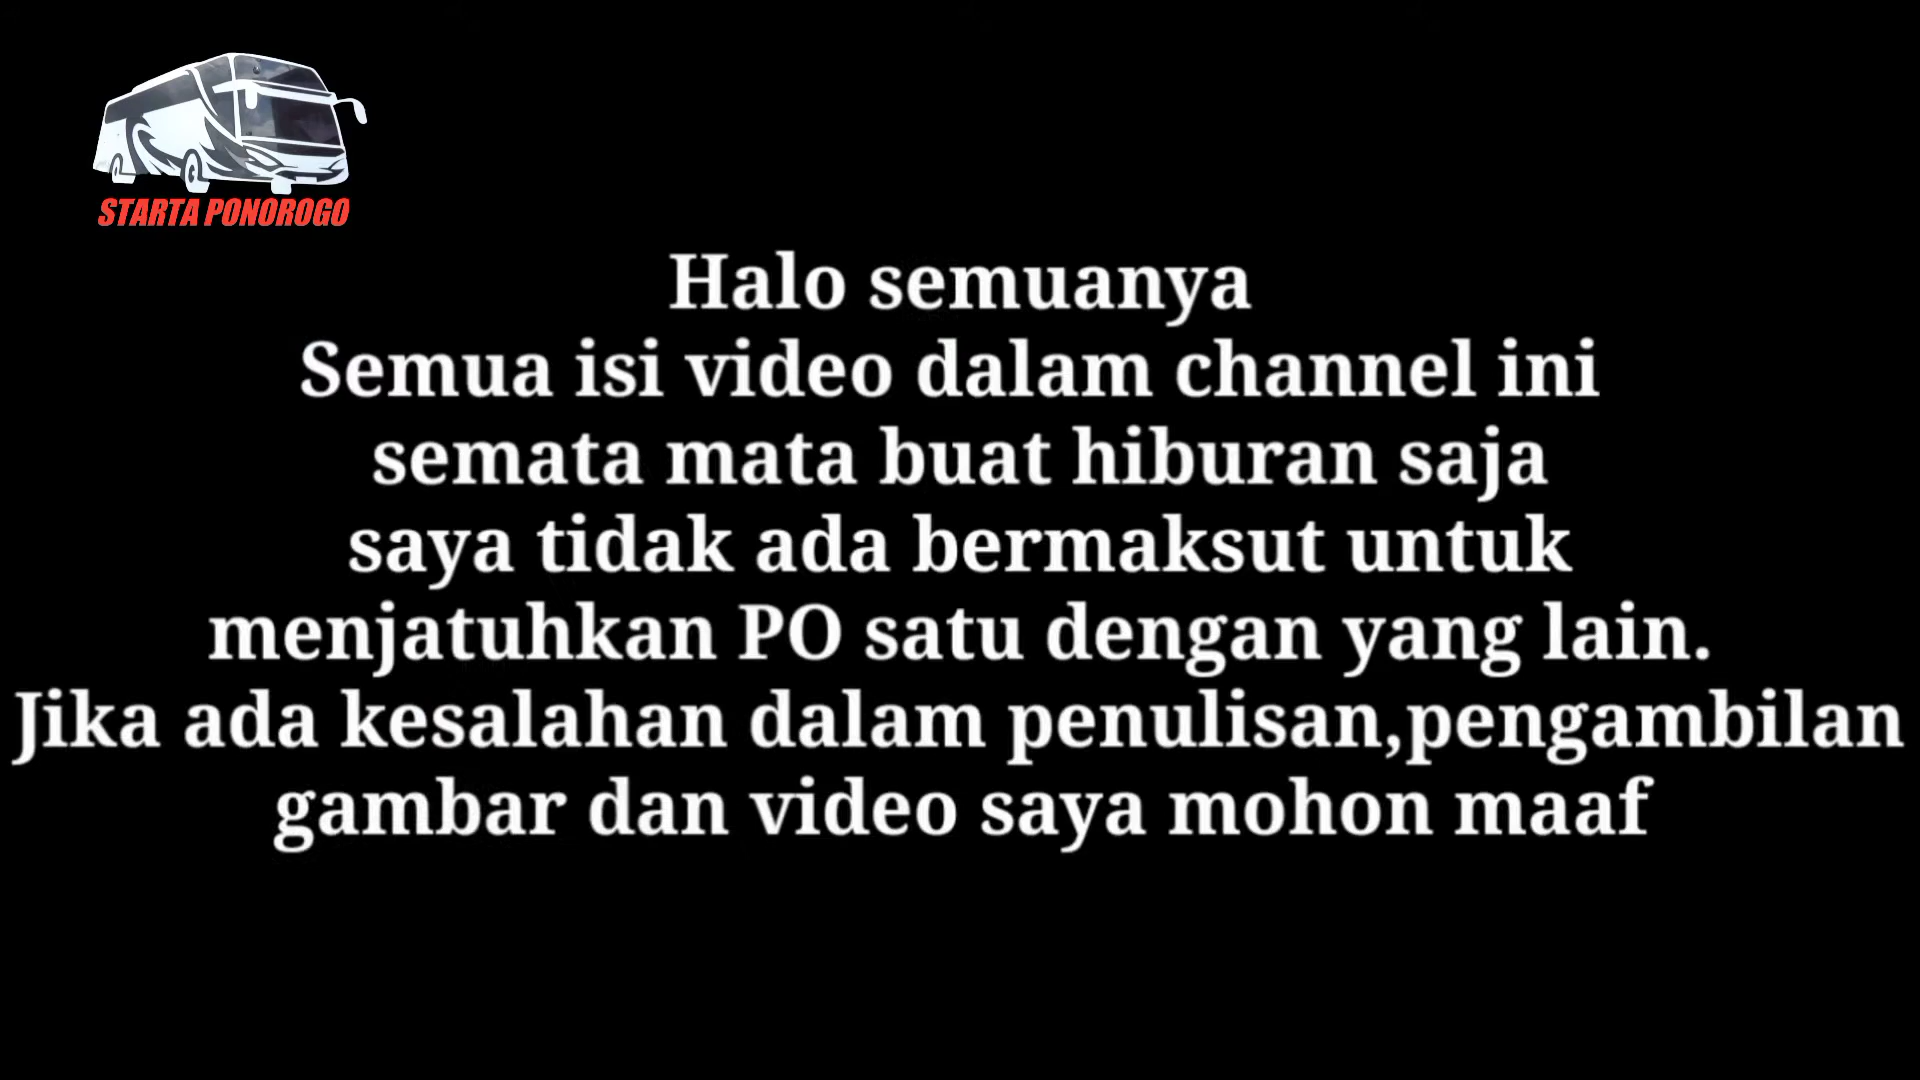 STARTA PONOROGO
Halo semuanya
Semua isi video dalam channel ini
semata mata buat hiburan saja
saya tidak ada bermaksut untuk
menjatuhkan PO satu dengan yang lain.
Jika ada kesalahan dalam penulisan,pengambilan
gambar dan video saya mohon maaf